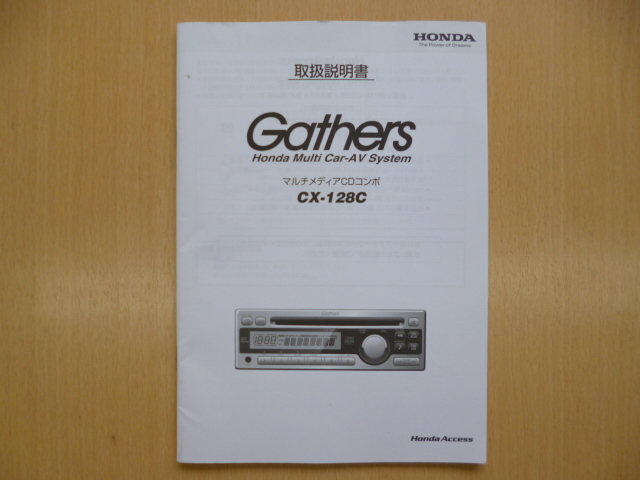 HONDA
The Power of Dreams
取扱説明書
Gathers
Honda Multi Car-AV System
マルチメディアCDコンポ
CX-128C
Gathers
Honda Access